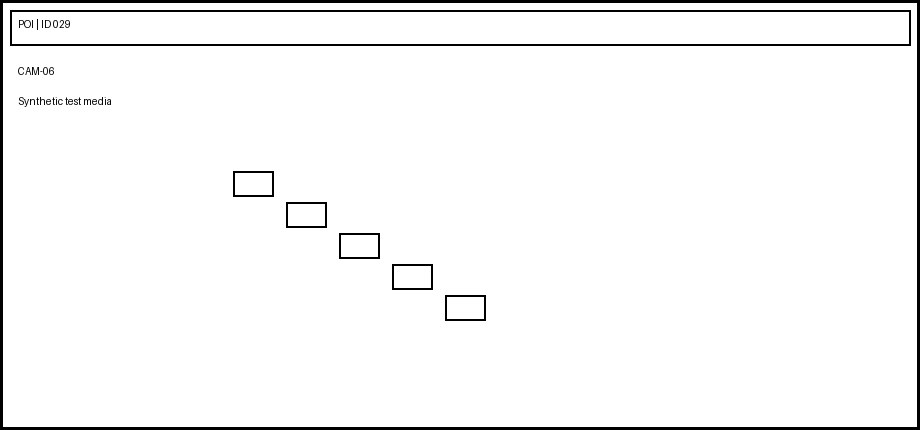 POI | ID 029
CAM-06
Synthetic test media